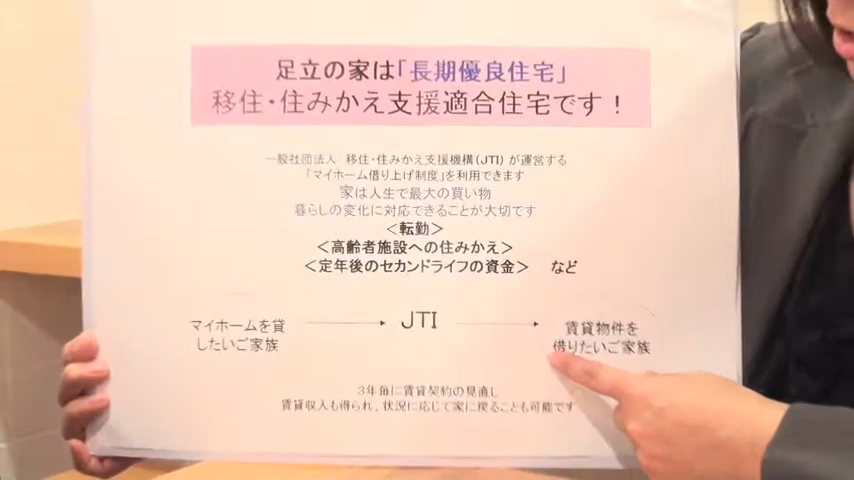 足立の家は「長期優良住宅」
移住・住みかえ支援適合住宅です！
一般社団法人　移住・住みかえ支援機構（JTI）が運営する
「マイホーム借り上げ制度」を利用できます
家は人生で最大の買い物
暮らしの変化に対応できることが大切です
＜転勤＞
＜高齢者施設への住みかえ＞
＜定年後のセカンドライフの資金＞　など
マイホームを貸
したいご家族
JTI
賃貸物件を
借りたいご家族
3年毎に賃貸契約の見直し
賃貸収入も得られ、状況に応じて家に戻ることも可能です